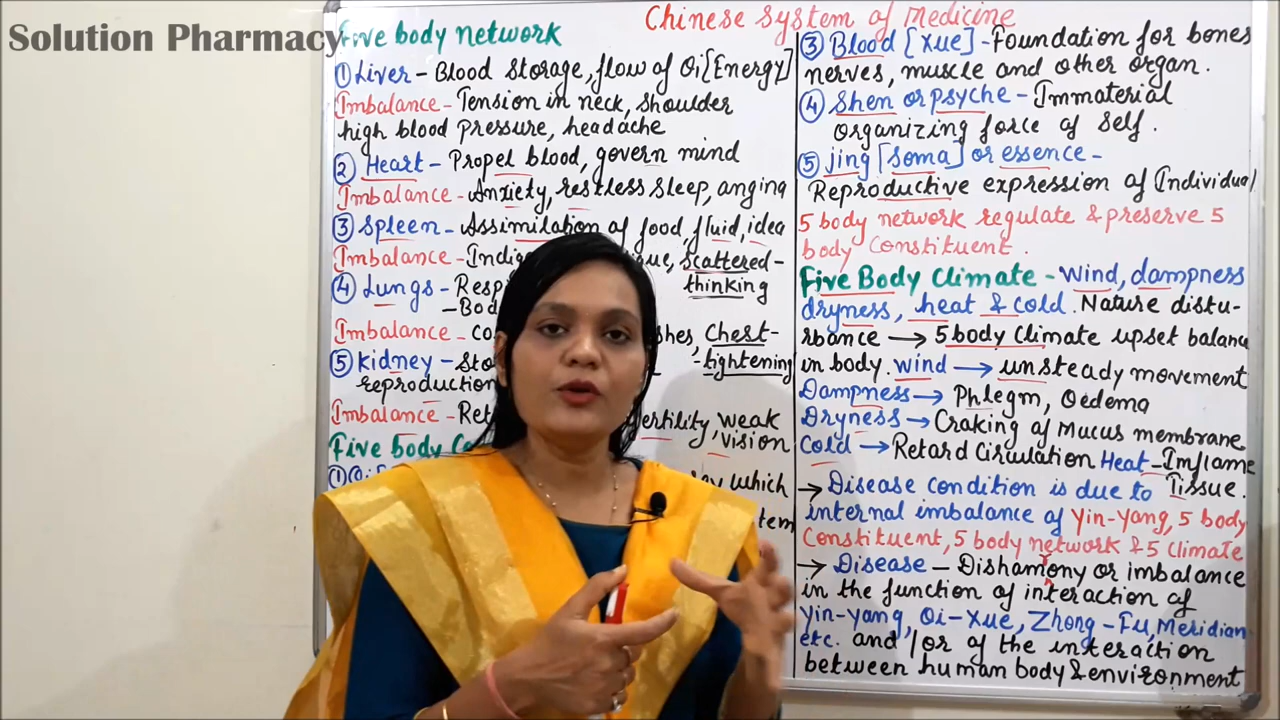 Solution Pharmacy
Chinese System of Medicine
Five body network
① Liver - Blood Storage, flow of Qi [Energy]
Imbalance - Tension in neck, shoulder
high blood Pressure, headache
② Heart - Propel blood, govern mind
Imbalance - Anxiety, restless sleep, angina
③ Spleen - Assimilation of food, fluid, idea
Imbalance - scattered-
thinking
④ Lungs -
Imbalance - Chest-
-tightening
⑤ kidney -
reproduction
Imbalance - weak
vision
Five body
① which
③ Blood [Xue] - Foundation for bones
nerves, muscle and other organ.
④ Shen or psyche - Immaterial
organizing force of self.
⑤ jing [Soma] or essence -
Reproductive expression of Individual
5 body network regulate & preserve 5
body Constituent.
Five Body Climate - Wind, dampness
dryness, heat & cold. Nature distu-
rbance → 5 body Climate upset balance
in body. wind → unsteady movement
Dampness → Phlegm, Oedema
Dryness → Craking of Mucus membrane
Cold → Retard Circulation Heat - Imflame
Tissue.
→ Disease condition is due to
internal imbalance of Yin-Yang, 5 body
Constituent, 5 body network & 5 climate
→ Disease - Dishamony or imbalance
in the function of interaction of
Yin-yang, Qi-Xue, Zhong-Fu, Meridian
etc. and /or of the interaction
between human body & environment